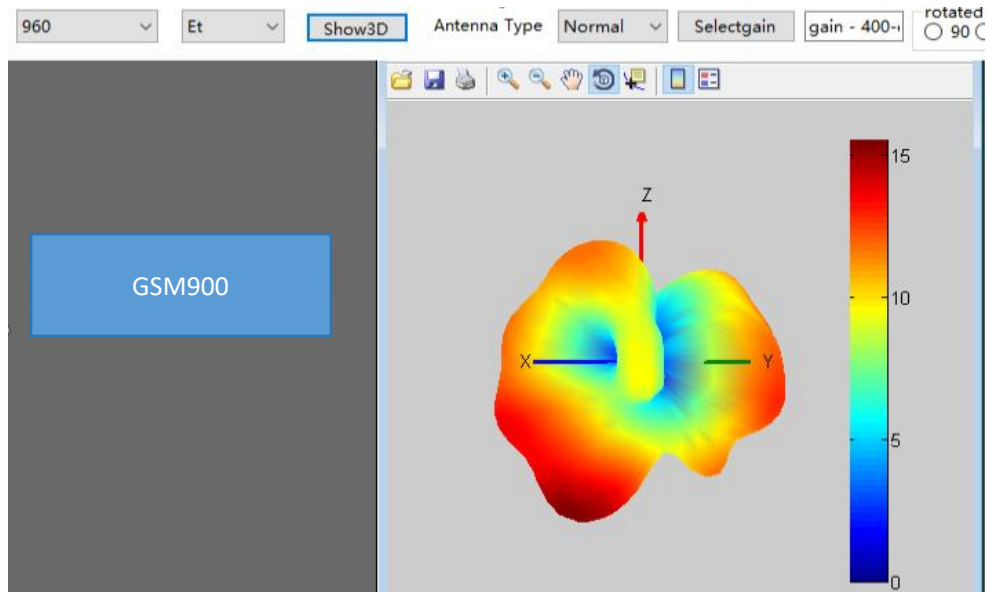 960 Et Show3D Antenna Type Normal Selectgain gain - 400- rotated
90
15
Z
GSM900
10
X Y
5
0